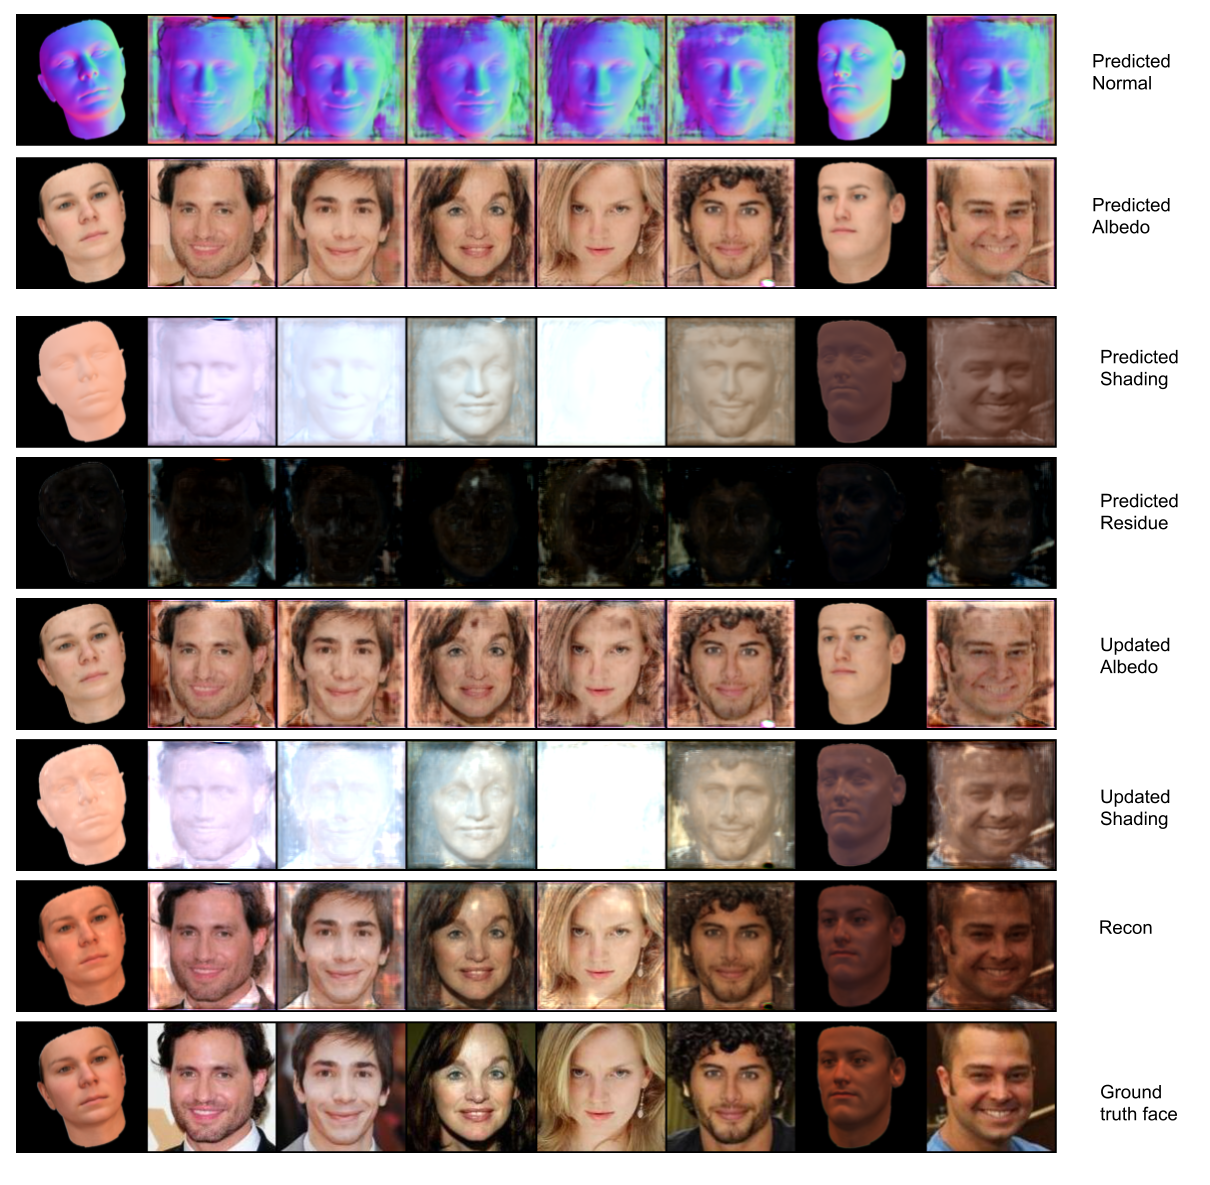 Predicted
Normal
Predicted
Albedo
Predicted
Shading
Predicted
Residue
Updated
Albedo
Updated
Shading
Recon
Ground
truth face